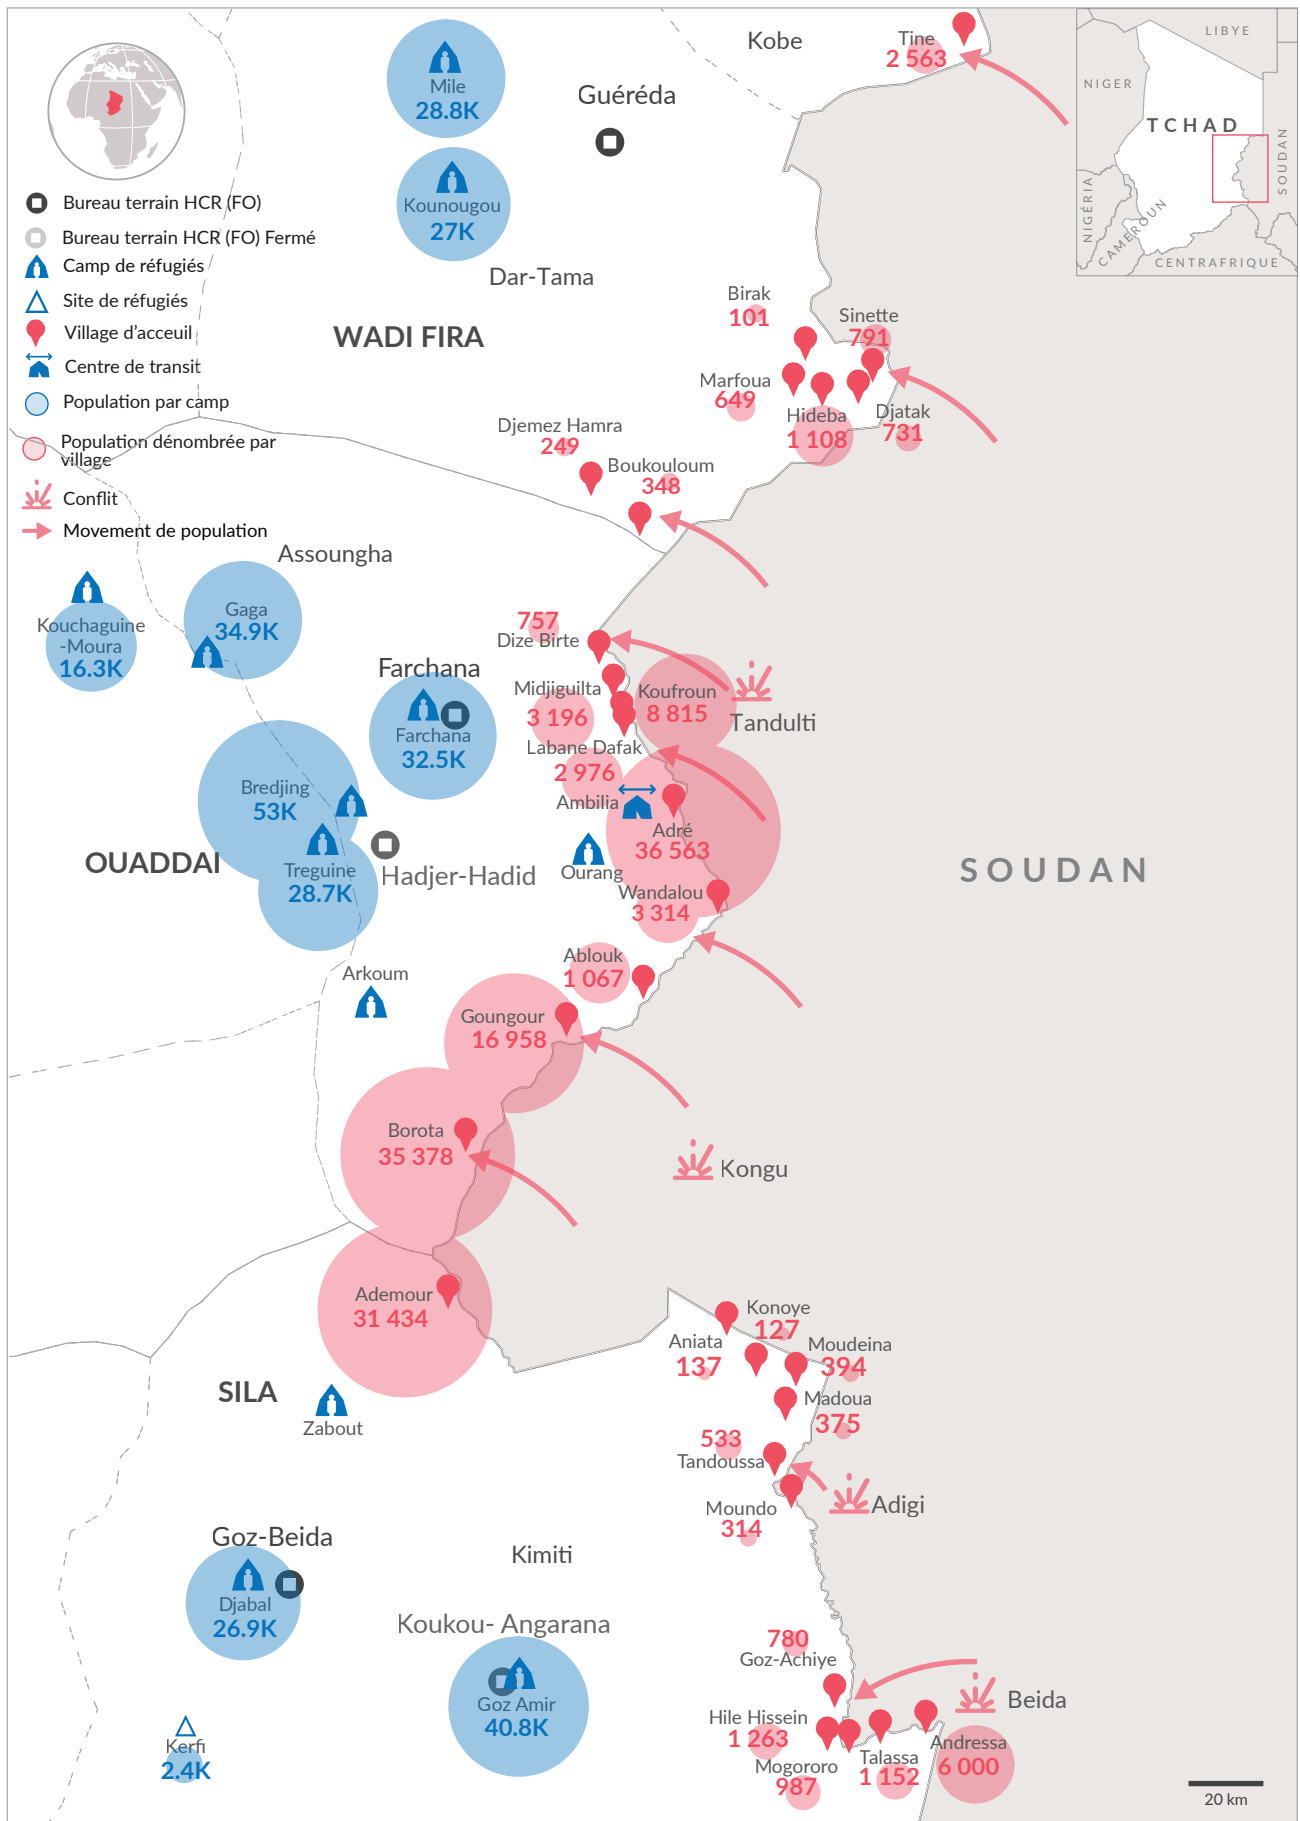 Kobe
Tine
2 563
LIBYE
NIGER
TCHAD
SOUDAN
NIGÉRIA
CAMEROUN
CENTRAFRIQUE
Mile
28.8K
Guéréda
Kounougou
27K
Bureau terrain HCR (FO)
Bureau terrain HCR (FO) Fermé
Camp de réfugiés
Site de réfugiés
Village d'acceuil
Centre de transit
Population par camp
Population dénombrée par
village
Conflit
Movement de population
Dar-Tama
WADI FIRA
Birak
101
Sinette
791
Marfoua
649
Hideba
1 108
Djatak
731
Djemez Hamra
249
Boukouloum
348
Assoungha
Kouchaguine
-Moura
16.3K
Gaga
34.9K
757
Dize Birte
Farchana
Farchana
32.5K
Midjiguilta
3 196
Koufroun
8 815
Tandulti
Labane Dafak
2 976
Bredjing
53K
Ambilia
Adré
36 563
OUADDAI
Treguine
28.7K
Hadjer-Hadid
Ourang
Wandalou
3 314
SOUDAN
Arkoum
Ablouk
1 067
Goungour
16 958
Borota
35 378
Kongu
Ademour
31 434
Konoye
127
Aniata
137
Moudeina
394
SILA
Madoua
375
Zabout
533
Tandoussa
Moundo
314
Adigi
Goz-Beida
Djabal
26.9K
Kimiti
Koukou- Angarana
Goz Amir
40.8K
780
Goz-Achiye
Beida
Hile Hissein
1 263
Andressa
6 000
Kerfi
2.4K
Mogororo
987
Talassa
1 152
20 km